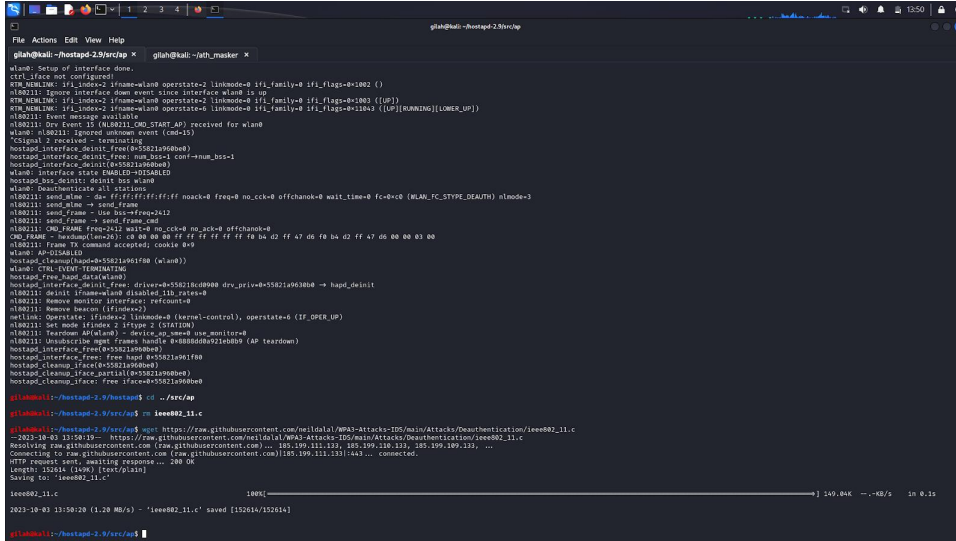 1 2 3 4
13:50
gilah@kali: ~/hostapd-2.9/src/ap
File Actions Edit View Help
gilah@kali: ~/hostapd-2.9/src/ap × gilah@kali: ~/ath_masker ×
wlan0: Setup of interface done.
ctrl_iface not configured!
RTM_NEWLINK: ifi_index=2 ifname=wlan0 operstate=2 linkmode=0 ifi_family=0 ifi_flags=0×1002 ()
nl80211: Ignore interface down event since interface wlan0 is up
RTM_NEWLINK: ifi_index=2 ifname=wlan0 operstate=2 linkmode=0 ifi_family=0 ifi_flags=0×1003 ([UP])
RTM_NEWLINK: ifi_index=2 ifname=wlan0 operstate=6 linkmode=0 ifi_family=0 ifi_flags=0×11043 ([UP][RUNNING][LOWER_UP])
nl80211: Event message available
nl80211: Drv Event 15 (NL80211_CMD_START_AP) received for wlan0
wlan0: nl80211: Ignored unknown event (cmd=15)
^CSignal 2 received - terminating
hostapd_interface_deinit_free(0×55821a960be0)
hostapd_interface_deinit_free: num_bss=1 conf→num_bss=1
hostapd_interface_deinit(0×55821a960be0)
wlan0: interface state ENABLED→DISABLED
hostapd_bss_deinit: deinit bss wlan0
wlan0: Deauthenticate all stations
nl80211: send_mlme - da= ff:ff:ff:ff:ff:ff noack=0 freq=0 no_cck=0 offchanok=0 wait_time=0 fc=0×c0 (WLAN_FC_STYPE_DEAUTH) nlmode=3
nl80211: send_mlme → send_frame
nl80211: send_frame - Use bss→freq=2412
nl80211: send_frame → send_frame_cmd
nl80211: CMD_FRAME freq=2412 wait=0 no_cck=0 no_ack=0 offchanok=0
CMD_FRAME - hexdump(len=26): c0 00 00 00 ff ff ff ff ff ff f0 b4 d2 ff 47 d6 f0 b4 d2 ff 47 d6 00 00 03 00
nl80211: Frame TX command accepted; cookie 0×9
wlan0: AP-DISABLED
hostapd_cleanup(hapd=0×55821a961f80 (wlan0))
wlan0: CTRL-EVENT-TERMINATING
hostapd_free_hapd_data(wlan0)
hostapd_interface_deinit_free: driver=0×558218cd0900 drv_priv=0×55821a9630b0 → hapd_deinit
nl80211: deinit ifname=wlan0 disabled_11b_rates=0
nl80211: Remove monitor interface: refcount=0
nl80211: Remove beacon (ifindex=2)
netlink: Operstate: ifindex=2 linkmode=0 (kernel-control), operstate=6 (IF_OPER_UP)
nl80211: Set mode ifindex 2 iftype 2 (STATION)
nl80211: Teardown AP(wlan0) - device_ap_sme=0 use_monitor=0
nl80211: Unsubscribe mgmt frames handle 0×8888dd0a921eb8b9 (AP teardown)
hostapd_interface_free(0×55821a960be0)
hostapd_interface_free: free hapd 0×55821a961f80
hostapd_cleanup_iface(0×55821a960be0)
hostapd_cleanup_iface_partial(0×55821a960be0)
hostapd_cleanup_iface: free iface=0×55821a960be0
gilah@kali:~/hostapd-2.9/hostapd$ cd ../src/ap
gilah@kali:~/hostapd-2.9/src/ap$ rm ieee802_11.c
gilah@kali:~/hostapd-2.9/src/ap$ wget https://raw.githubusercontent.com/neildalal/WPA3-Attacks-IDS/main/Attacks/Deauthentication/ieee802_11.c
--2023-10-03 13:50:19-- https://raw.githubusercontent.com/neildalal/WPA3-Attacks-IDS/main/Attacks/Deauthentication/ieee802_11.c
Resolving raw.githubusercontent.com (raw.githubusercontent.com)... 185.199.111.133, 185.199.110.133, 185.199.109.133, ...
Connecting to raw.githubusercontent.com (raw.githubusercontent.com)|185.199.111.133|:443... connected.
HTTP request sent, awaiting response... 200 OK
Length: 152614 (149K) [text/plain]
Saving to: 'ieee802_11.c'
ieee802_11.c 100%[=================>] 149.04K --.-KB/s in 0.1s
2023-10-03 13:50:20 (1.20 MB/s) - 'ieee802_11.c' saved [152614/152614]
gilah@kali:~/hostapd-2.9/src/ap$